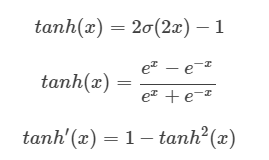 tanh(x) = 2σ(2x) − 1
tanh(x) = (e^x − e^−x) / (e^x + e^−x)
tanh′(x) = 1 − tanh²(x)